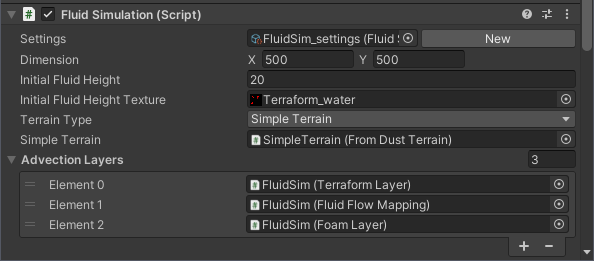 Fluid Simulation (Script)
Settings FluidSim_settings (Fluid New
Dimension X 500 Y 500
Initial Fluid Height 20
Initial Fluid Height Texture Terraform_water
Terrain Type Simple Terrain
Simple Terrain SimpleTerrain (From Dust Terrain)
Advection Layers 3
Element 0 FluidSim (Terraform Layer)
Element 1 FluidSim (Fluid Flow Mapping)
Element 2 FluidSim (Foam Layer)
+ −